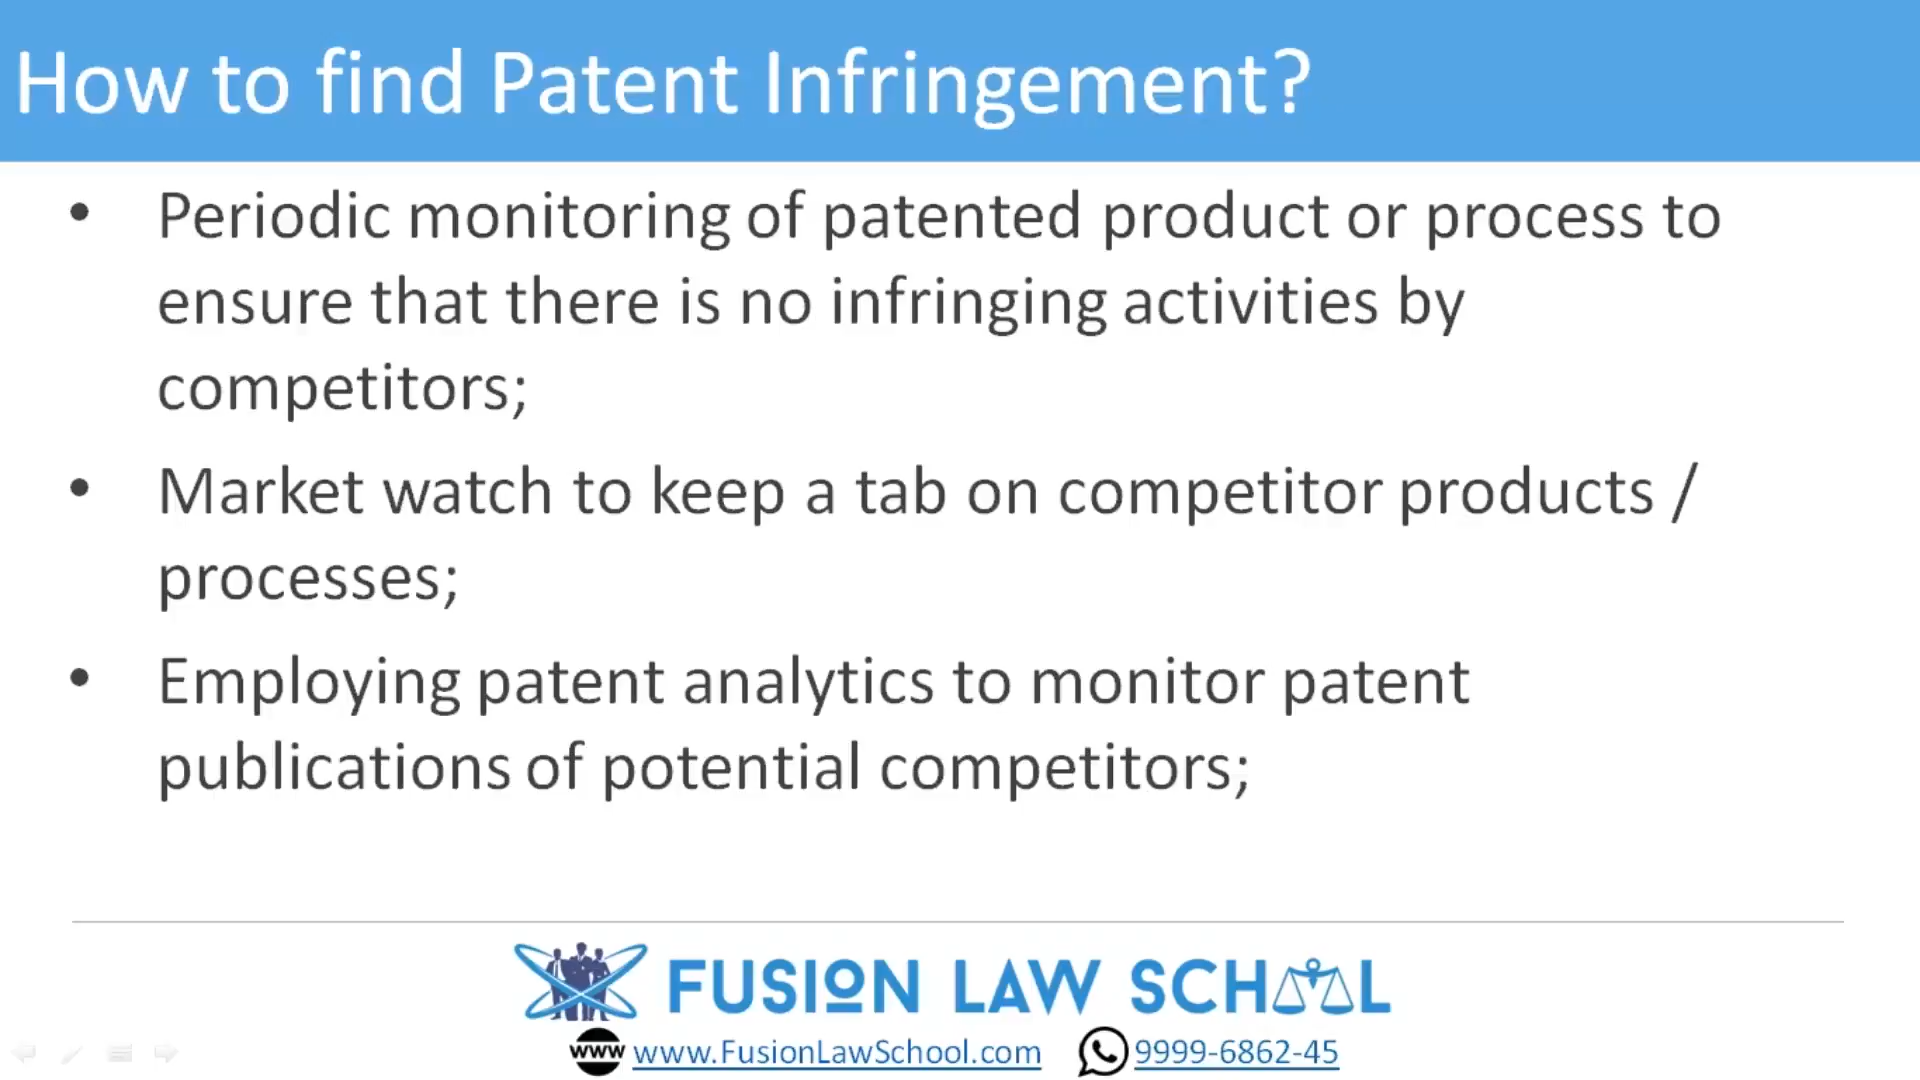 How to find Patent Infringement?
• Periodic monitoring of patented product or process to
ensure that there is no infringing activities by
competitors;
• Market watch to keep a tab on competitor products /
processes;
• Employing patent analytics to monitor patent
publications of potential competitors;
FUSION LAW SCHOOL
www www.FusionLawSchool.com 9999-6862-45